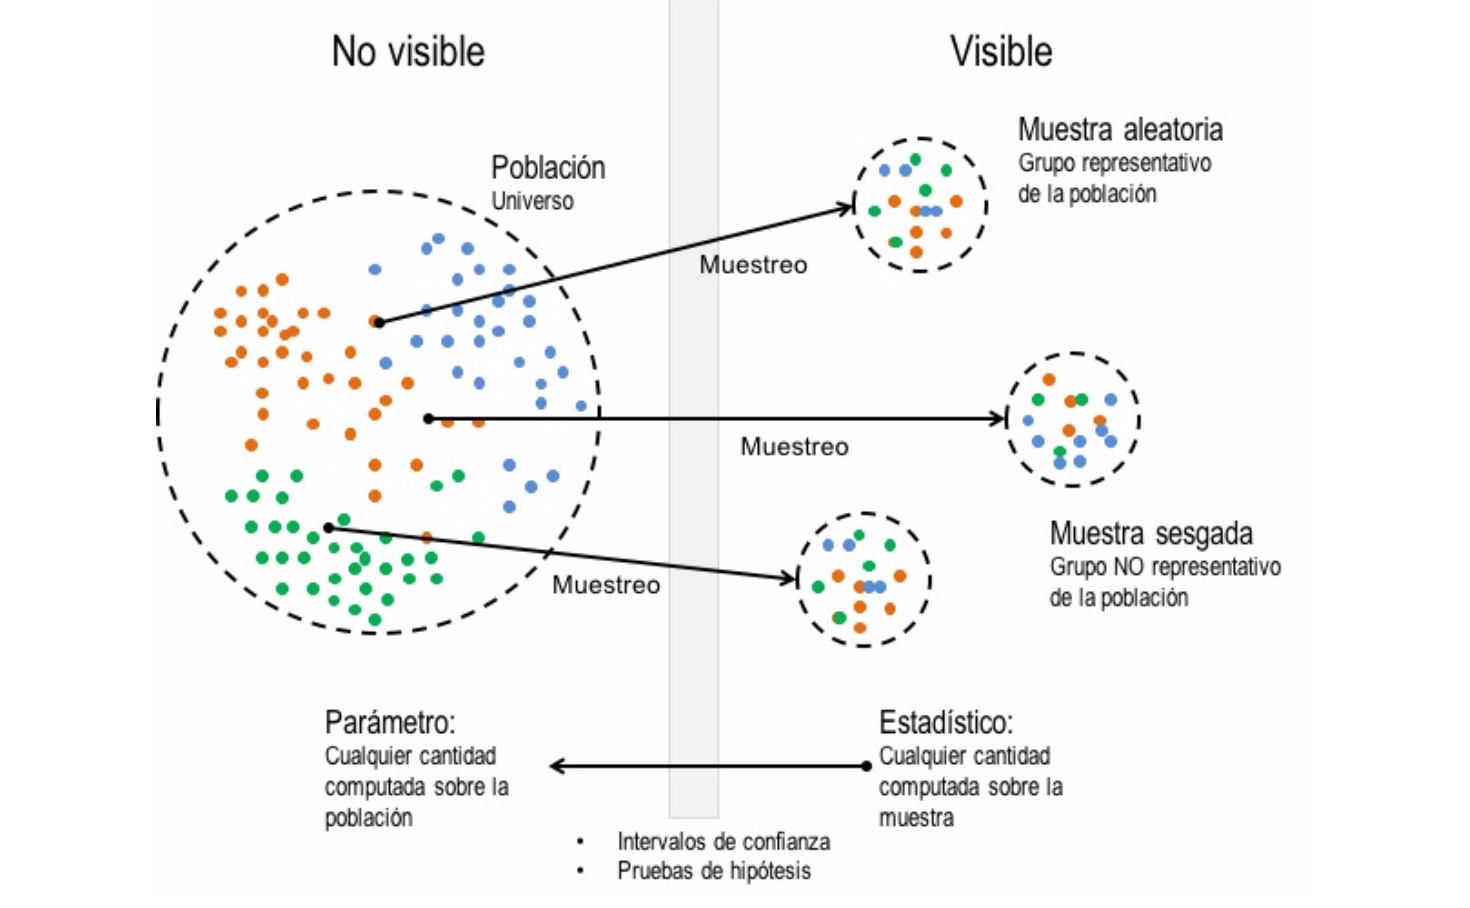 No visible
Visible
Muestra aleatoria
Grupo representativo
de la población
Población
Universo
Muestreo
Muestreo
Muestra sesgada
Grupo NO representativo
de la población
Muestreo
Parámetro:
Cualquier cantidad
computada sobre la
población
Estadístico:
Cualquier cantidad
computada sobre la
muestra
• Intervalos de confianza
• Pruebas de hipótesis